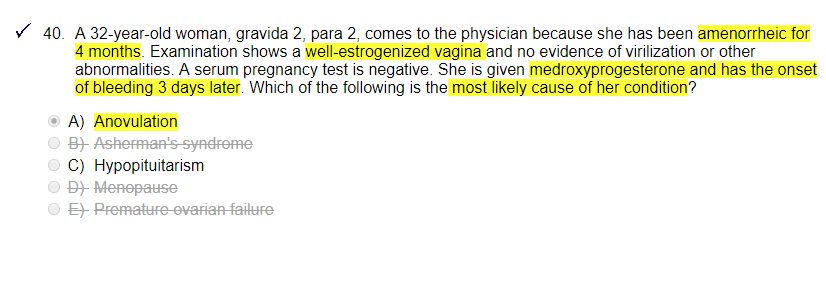 40. A 32-year-old woman, gravida 2, para 2, comes to the physician because she has been amenorrheic for
4 months. Examination shows a well-estrogenized vagina and no evidence of virilization or other
abnormalities. A serum pregnancy test is negative. She is given medroxyprogesterone and has the onset
of bleeding 3 days later. Which of the following is the most likely cause of her condition?
A) Anovulation
B) Asherman's syndrome
C) Hypopituitarism
D) Menopause
E) Premature ovarian failure